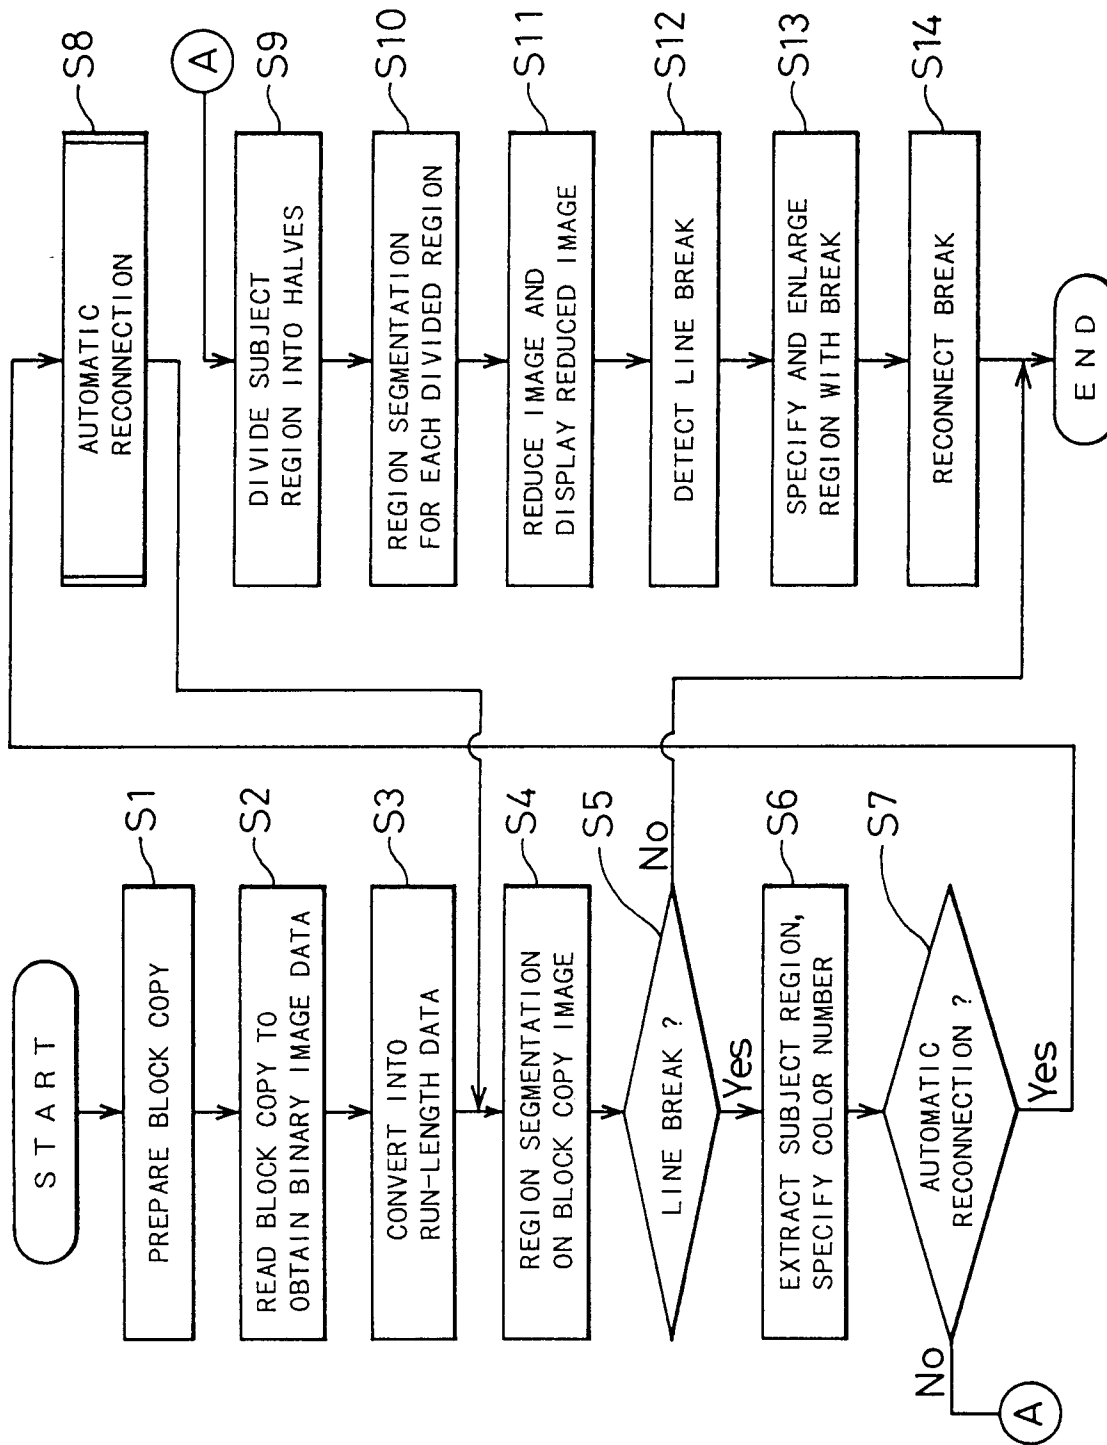 START
PREPARE BLOCK COPY
S1
READ BLOCK COPY TO
OBTAIN BINARY IMAGE DATA
S2
CONVERT INTO
RUN-LENGTH DATA
S3
REGION SEGMENTATION
ON BLOCK COPY IMAGE
S4
LINE BREAK ?
S5
No
Yes
EXTRACT SUBJECT REGION,
SPECIFY COLOR NUMBER
S6
AUTOMATIC
RECONNECTION ?
S7
No
Yes
A
AUTOMATIC
RECONNECTION
S8
A
DIVIDE SUBJECT
REGION INTO HALVES
S9
REGION SEGMENTATION
FOR EACH DIVIDED REGION
S10
REDUCE IMAGE AND
DISPLAY REDUCED IMAGE
S11
DETECT LINE BREAK
S12
SPECIFY AND ENLARGE
REGION WITH BREAK
S13
RECONNECT BREAK
S14
END